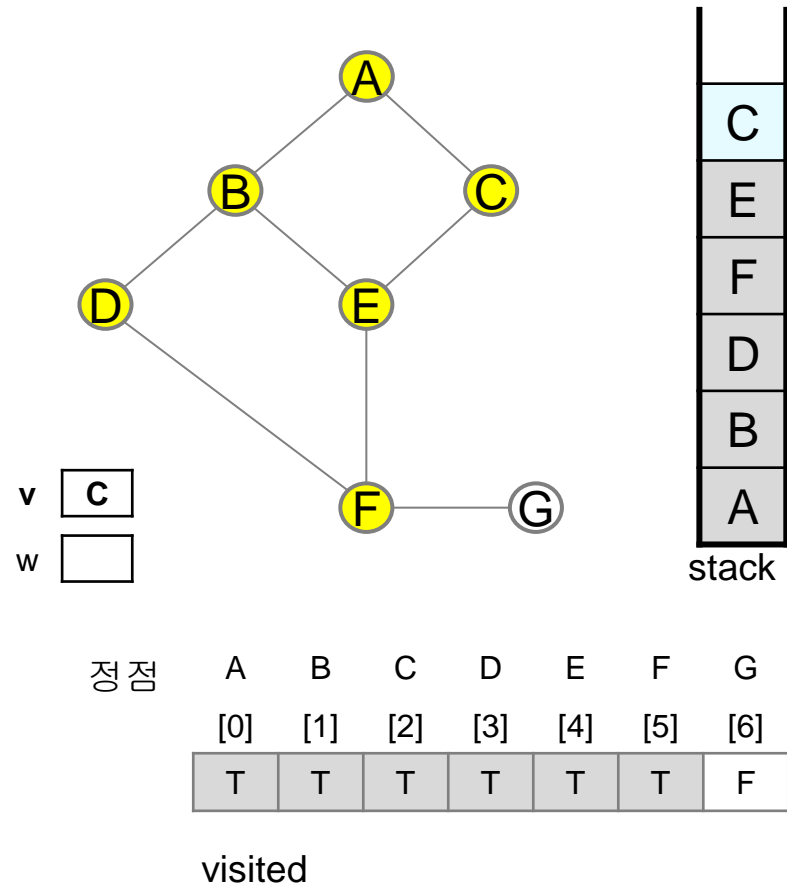 A
B
C
D
E
F
G
v C
w
C
E
F
D
B
A
stack
정점 A B C D E F G
[0] [1] [2] [3] [4] [5] [6]
T T T T T T F
visited